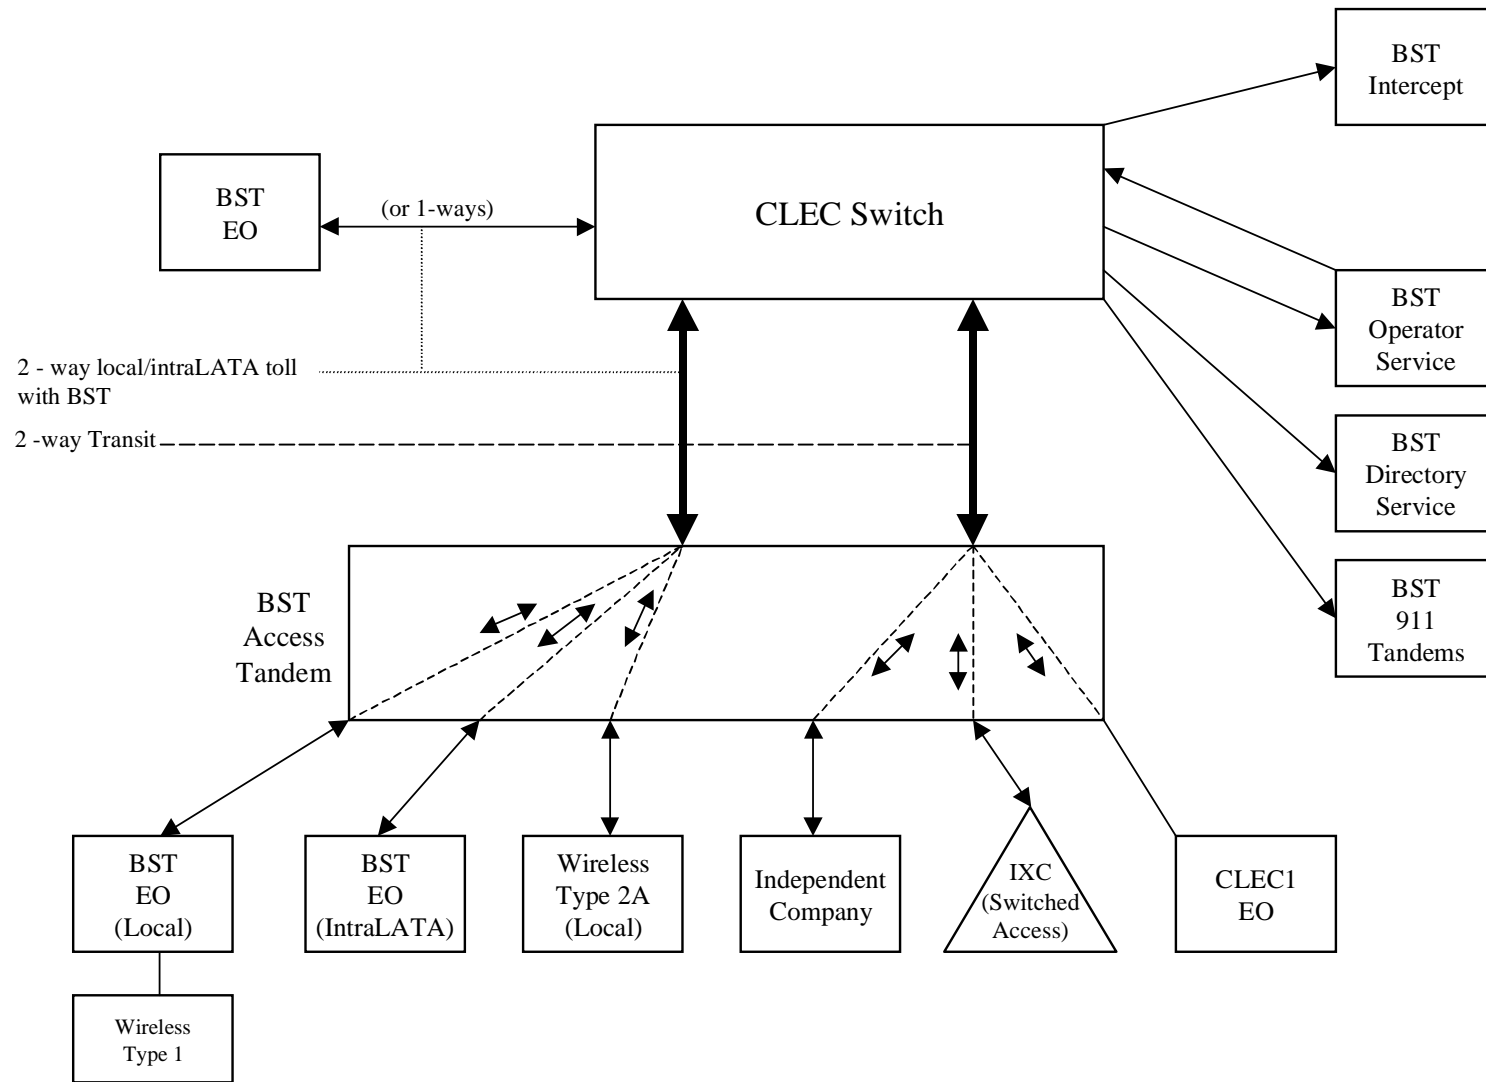 BST
Intercept
BST
EO
(or 1-ways)
CLEC Switch
BST
Operator
Service
2 - way local/intraLATA toll
with BST
2 -way Transit
BST
Directory
Service
BST
911
Tandems
BST
Access
Tandem
BST
EO
(Local)
BST
EO
(IntraLATA)
Wireless
Type 2A
(Local)
Independent
Company
IXC
(Switched
Access)
CLEC1
EO
Wireless
Type 1